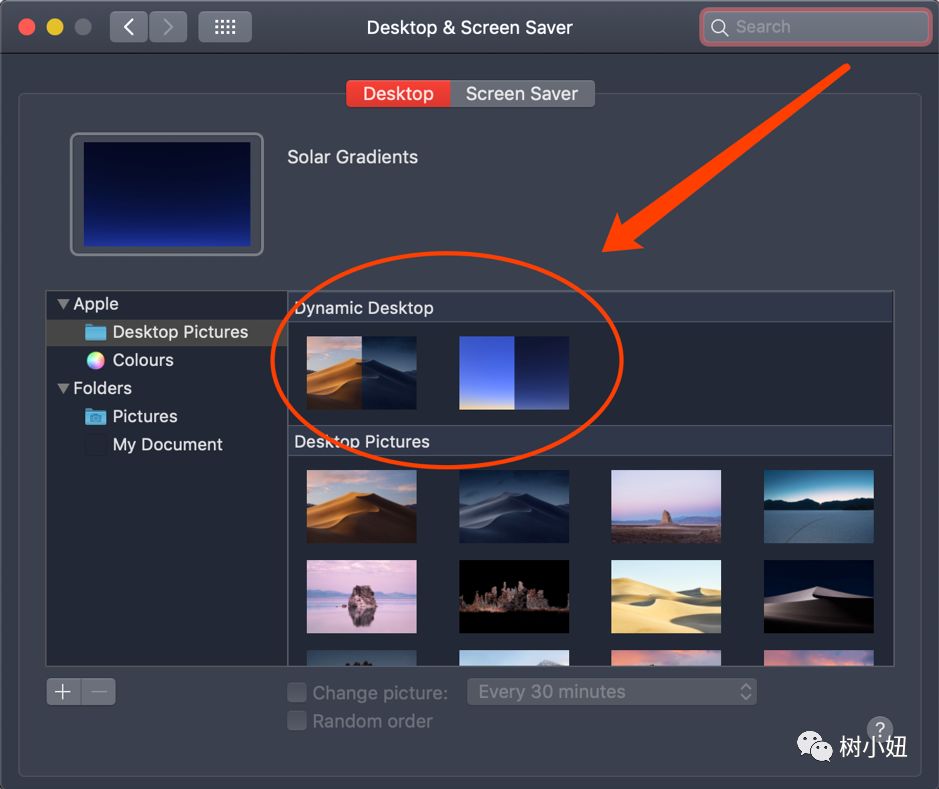 Desktop & Screen Saver
Search
Desktop
Screen Saver
Solar Gradients
Apple
Desktop Pictures
Colours
Folders
Pictures
My Document
Dynamic Desktop
Desktop Pictures
Change picture:
Every 30 minutes
Random order
?
树小妞